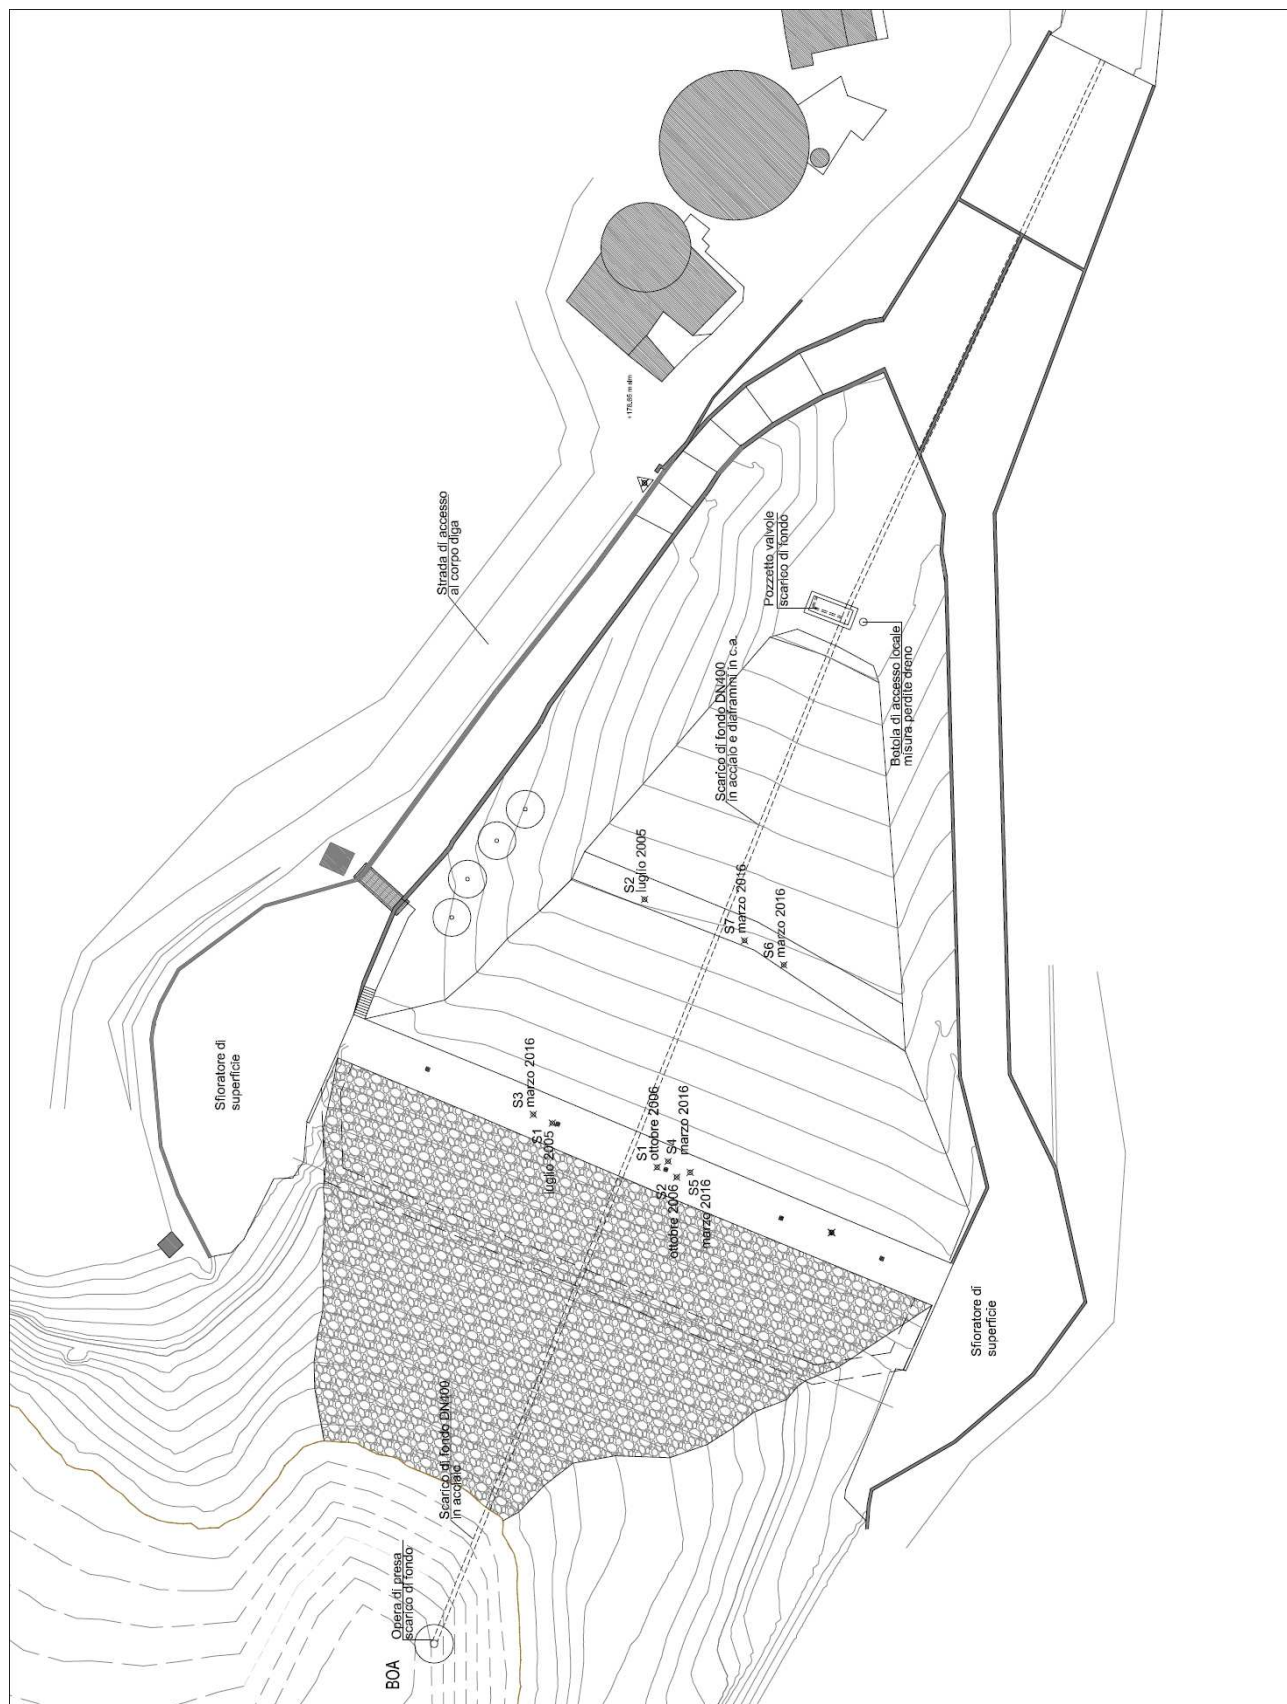 +178,65 m slm
Strada di accesso
al corpo diga
Pozzetto valvole
scarico di fondo
Scarico di fondo DN400
in acciaio e diaframmi in c.a.
Botola di accesso locale
misura perdite dreno
S2
luglio 2005
S7
marzo 2016
S6
marzo 2016
Sfioratore di
superficie
S3
marzo 2016
S1
luglio 2005
S1
ottobre 2006
S4
marzo 2016
S2
ottobre 2006
S5
marzo 2016
Sfioratore di
superficie
Scarico di fondo DN400
in acciaio
Opera di presa
scarico di fondo
BOA